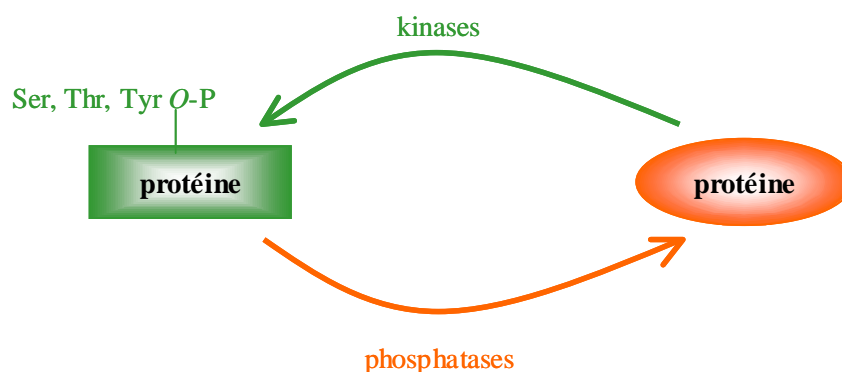 kinases
Ser, Thr, Tyr O-P
protéine
protéine
phosphatases